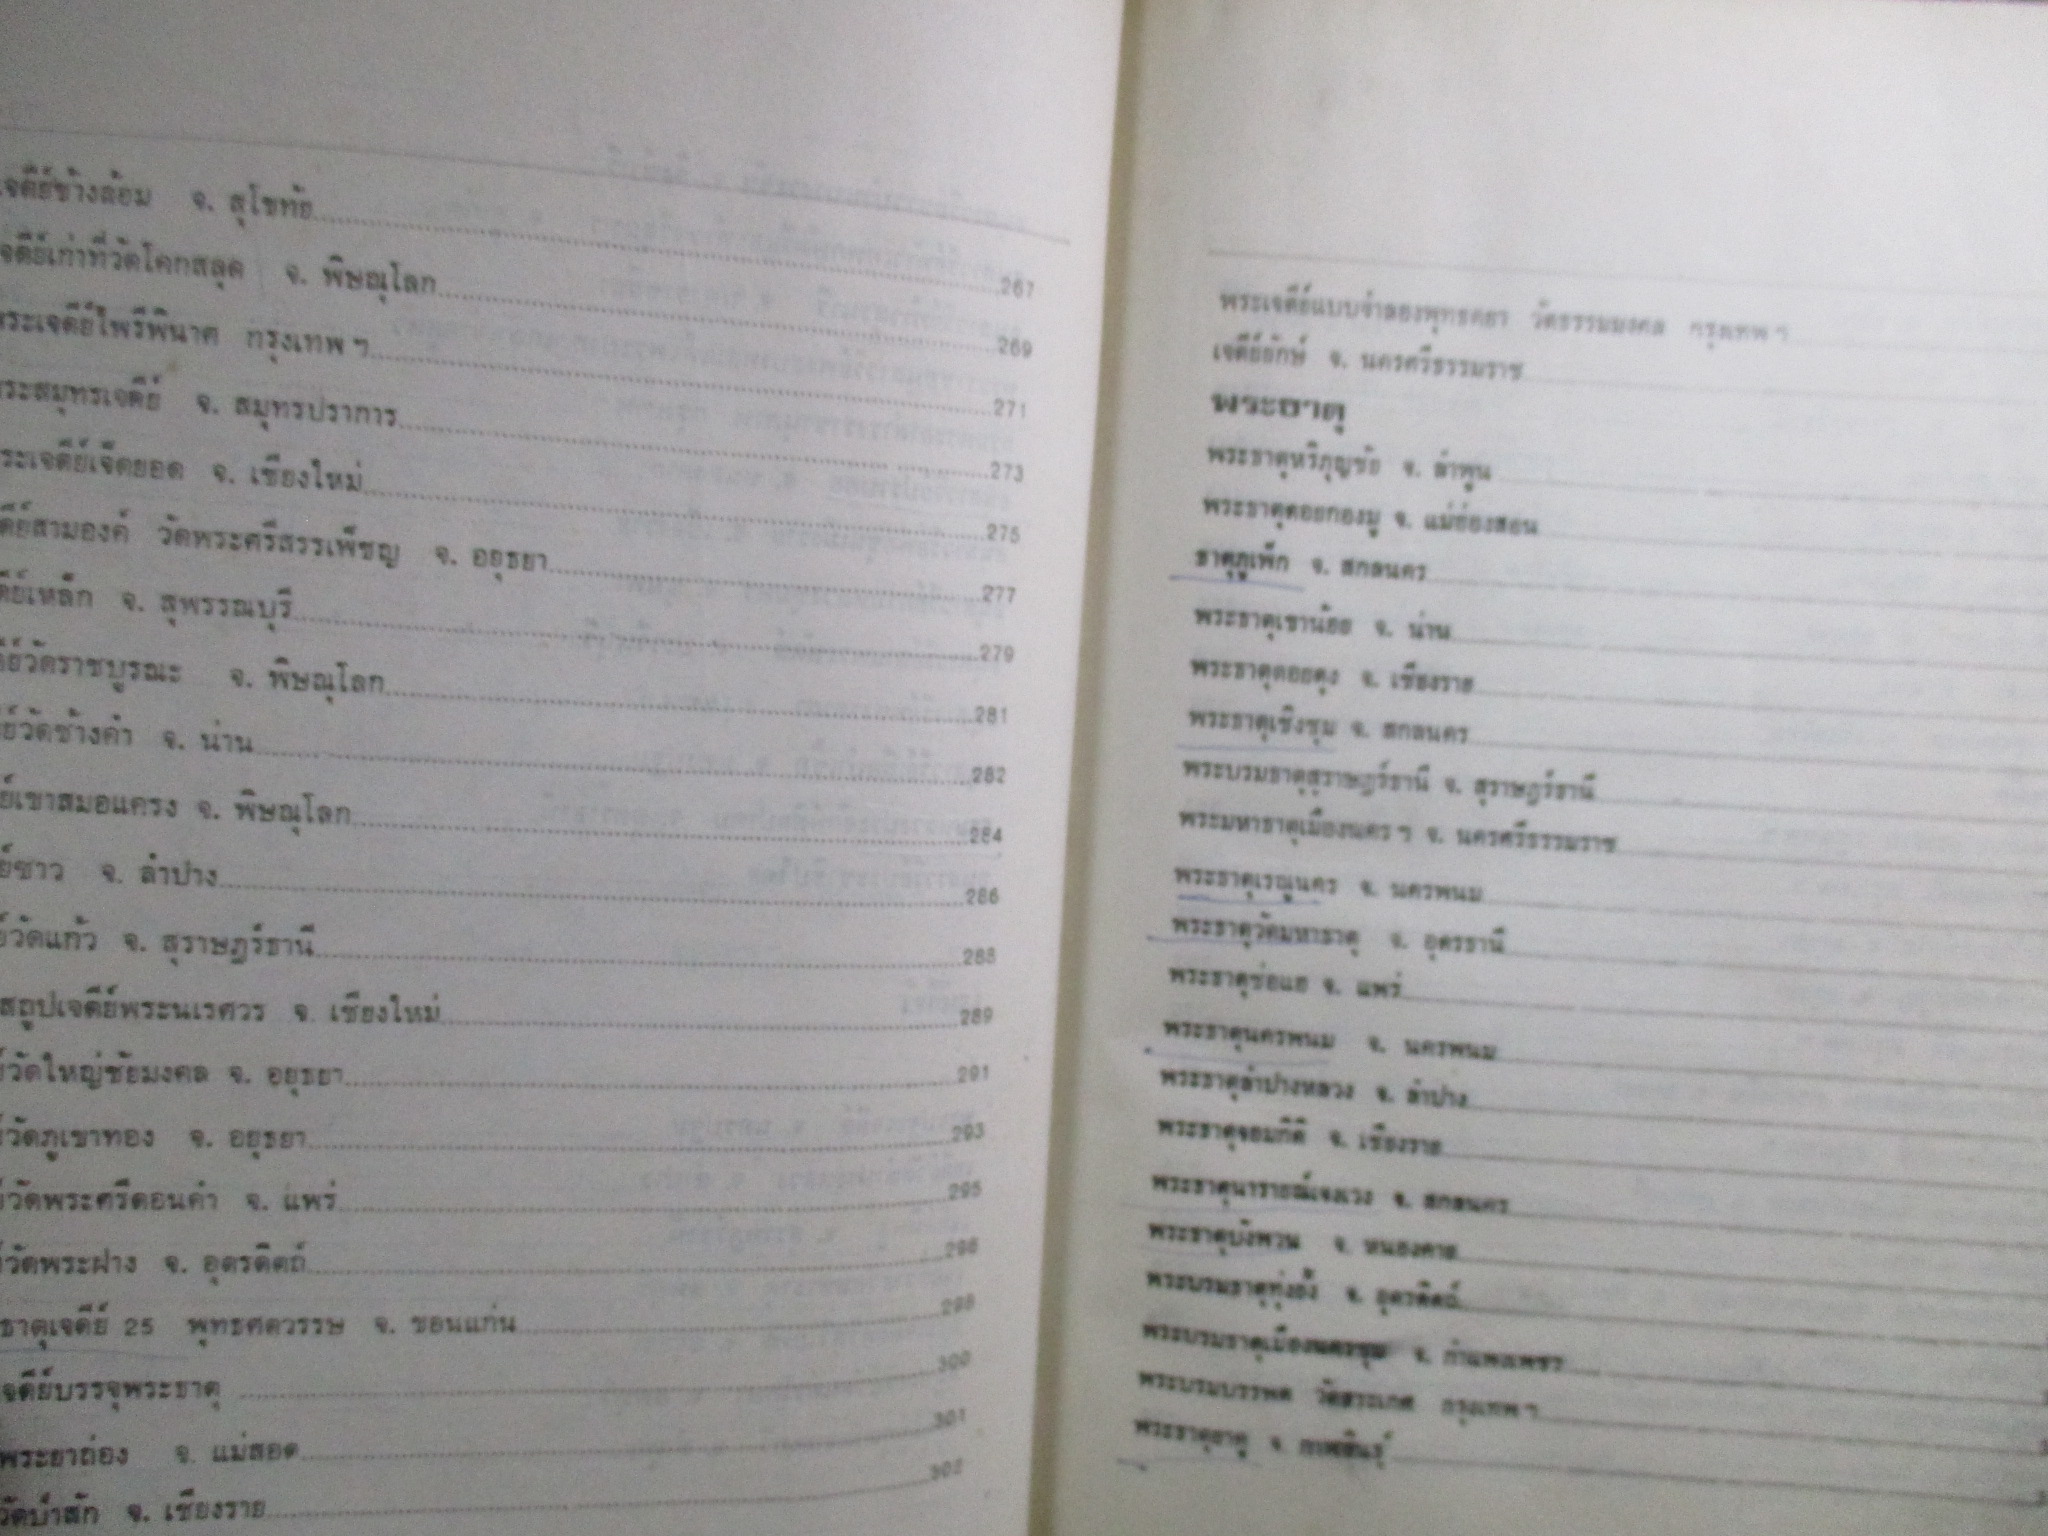 เจดีย์ช้างล้อม จ. สุโขทัย 267
เจดีย์เก่าที่วัดโคกสลุด จ. พิษณุโลก 269
พระเจดีย์ไพรีพินาศ กรุงเทพฯ 271
พระสมุทรเจดีย์ จ. สมุทรปราการ 273
ระเจดีย์เจ็ดยอด จ. เชียงใหม่ 275
ดีย์สามองค์ วัดพระศรีสรรเพ็ชญ จ. อยุธยา 277
ดีย์เหล็ก จ. สุพรรณบุรี 279
ดีย์วัดราชบูรณะ จ. พิษณุโลก 281
ย์วัดช้างค้ำ จ. น่าน 282
ย์เขาสมอแครง จ. พิษณุโลก 284
ย์ซาว จ. ลำปาง 286
ย์วัดแก้ว จ. สุราษฎร์ธานี 288
สถูปเจดีย์พระนเรศวร จ. เชียงใหม่ 289
ย์วัดใหญ่ชัยมงคล จ. อยุธยา 291
วัดภูเขาทอง จ. อยุธยา 293
วัดพระศรีดอนคำ จ. แพร่ 295
วัดพระฝาง จ. อุตรดิตถ์ 296
ธาตุเจดีย์ 25 พุทธศตวรรษ จ. ขอนแก่น 298
เจดีย์บรรจุพระธาตุ 300
พระยาถ่อง จ. แม่สอด 301
วัดป่าสัก จ. เชียงราย 302
พระเจดีย์แบบจำลองพุทธคยา วัดธรรมมงคล กรุงเทพฯ
เจดีย์ยักษ์ จ. นครศรีธรรมราช
พระธาตุ
พระธาตุหริภุญชัย จ. ลำพูน
พระธาตุดอยกองมู จ. แม่ฮ่องสอน
ธาตุภูเพ็ก จ. สกลนคร
พระธาตุเขาน้อย จ. น่าน
พระธาตุดอยตุง จ. เชียงราย
พระธาตุเชิงชุม จ. สกลนคร
พระบรมธาตุสุราษฎร์ธานี จ. สุราษฎร์ธานี
พระมหาธาตุเมืองนครฯ จ. นครศรีธรรมราช
พระธาตุเรณูนคร จ. นครพนม
พระธาตุวัดมหาธาตุ จ. อุดรธานี
พระธาตุช่อแฮ จ. แพร่
พระธาตุนครพนม จ. นครพนม
พระธาตุลำปางหลวง จ. ลำปาง
พระธาตุจอมกิติ จ. เชียงราย
พระธาตุนารายณ์เจงเวง จ. สกลนคร
พระธาตุบังพวน จ. หนองคาย
พระบรมธาตุทุ่งยั้ง จ. อุตรดิตถ์
พระบรมธาตุเมืองนครชุม จ. กำแพงเพชร
พระบรมบรรพต วัดสระเกศ กรุงเทพฯ
พระธาตุยาคู จ. กาฬสินธุ์